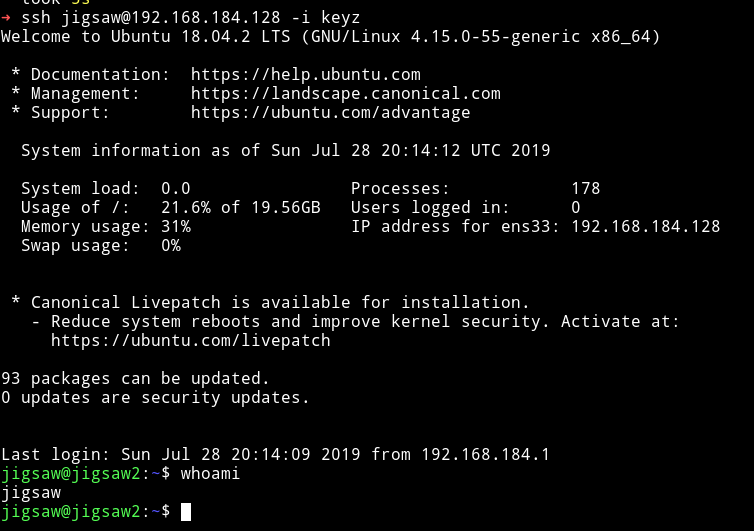 took 5s
→ ssh jigsaw@192.168.184.128 -i keyz
Welcome to Ubuntu 18.04.2 LTS (GNU/Linux 4.15.0-55-generic x86_64)
* Documentation:  https://help.ubuntu.com
* Management:     https://landscape.canonical.com
* Support:        https://ubuntu.com/advantage
System information as of Sun Jul 28 20:14:12 UTC 2019
System load:  0.0                Processes:            178
Usage of /:   21.6% of 19.56GB   Users logged in:      0
Memory usage: 31%                IP address for ens33: 192.168.184.128
Swap usage:   0%
* Canonical Livepatch is available for installation.
- Reduce system reboots and improve kernel security. Activate at:
https://ubuntu.com/livepatch
93 packages can be updated.
0 updates are security updates.
Last login: Sun Jul 28 20:14:09 2019 from 192.168.184.1
jigsaw@jigsaw2:~$ whoami
jigsaw
jigsaw@jigsaw2:~$